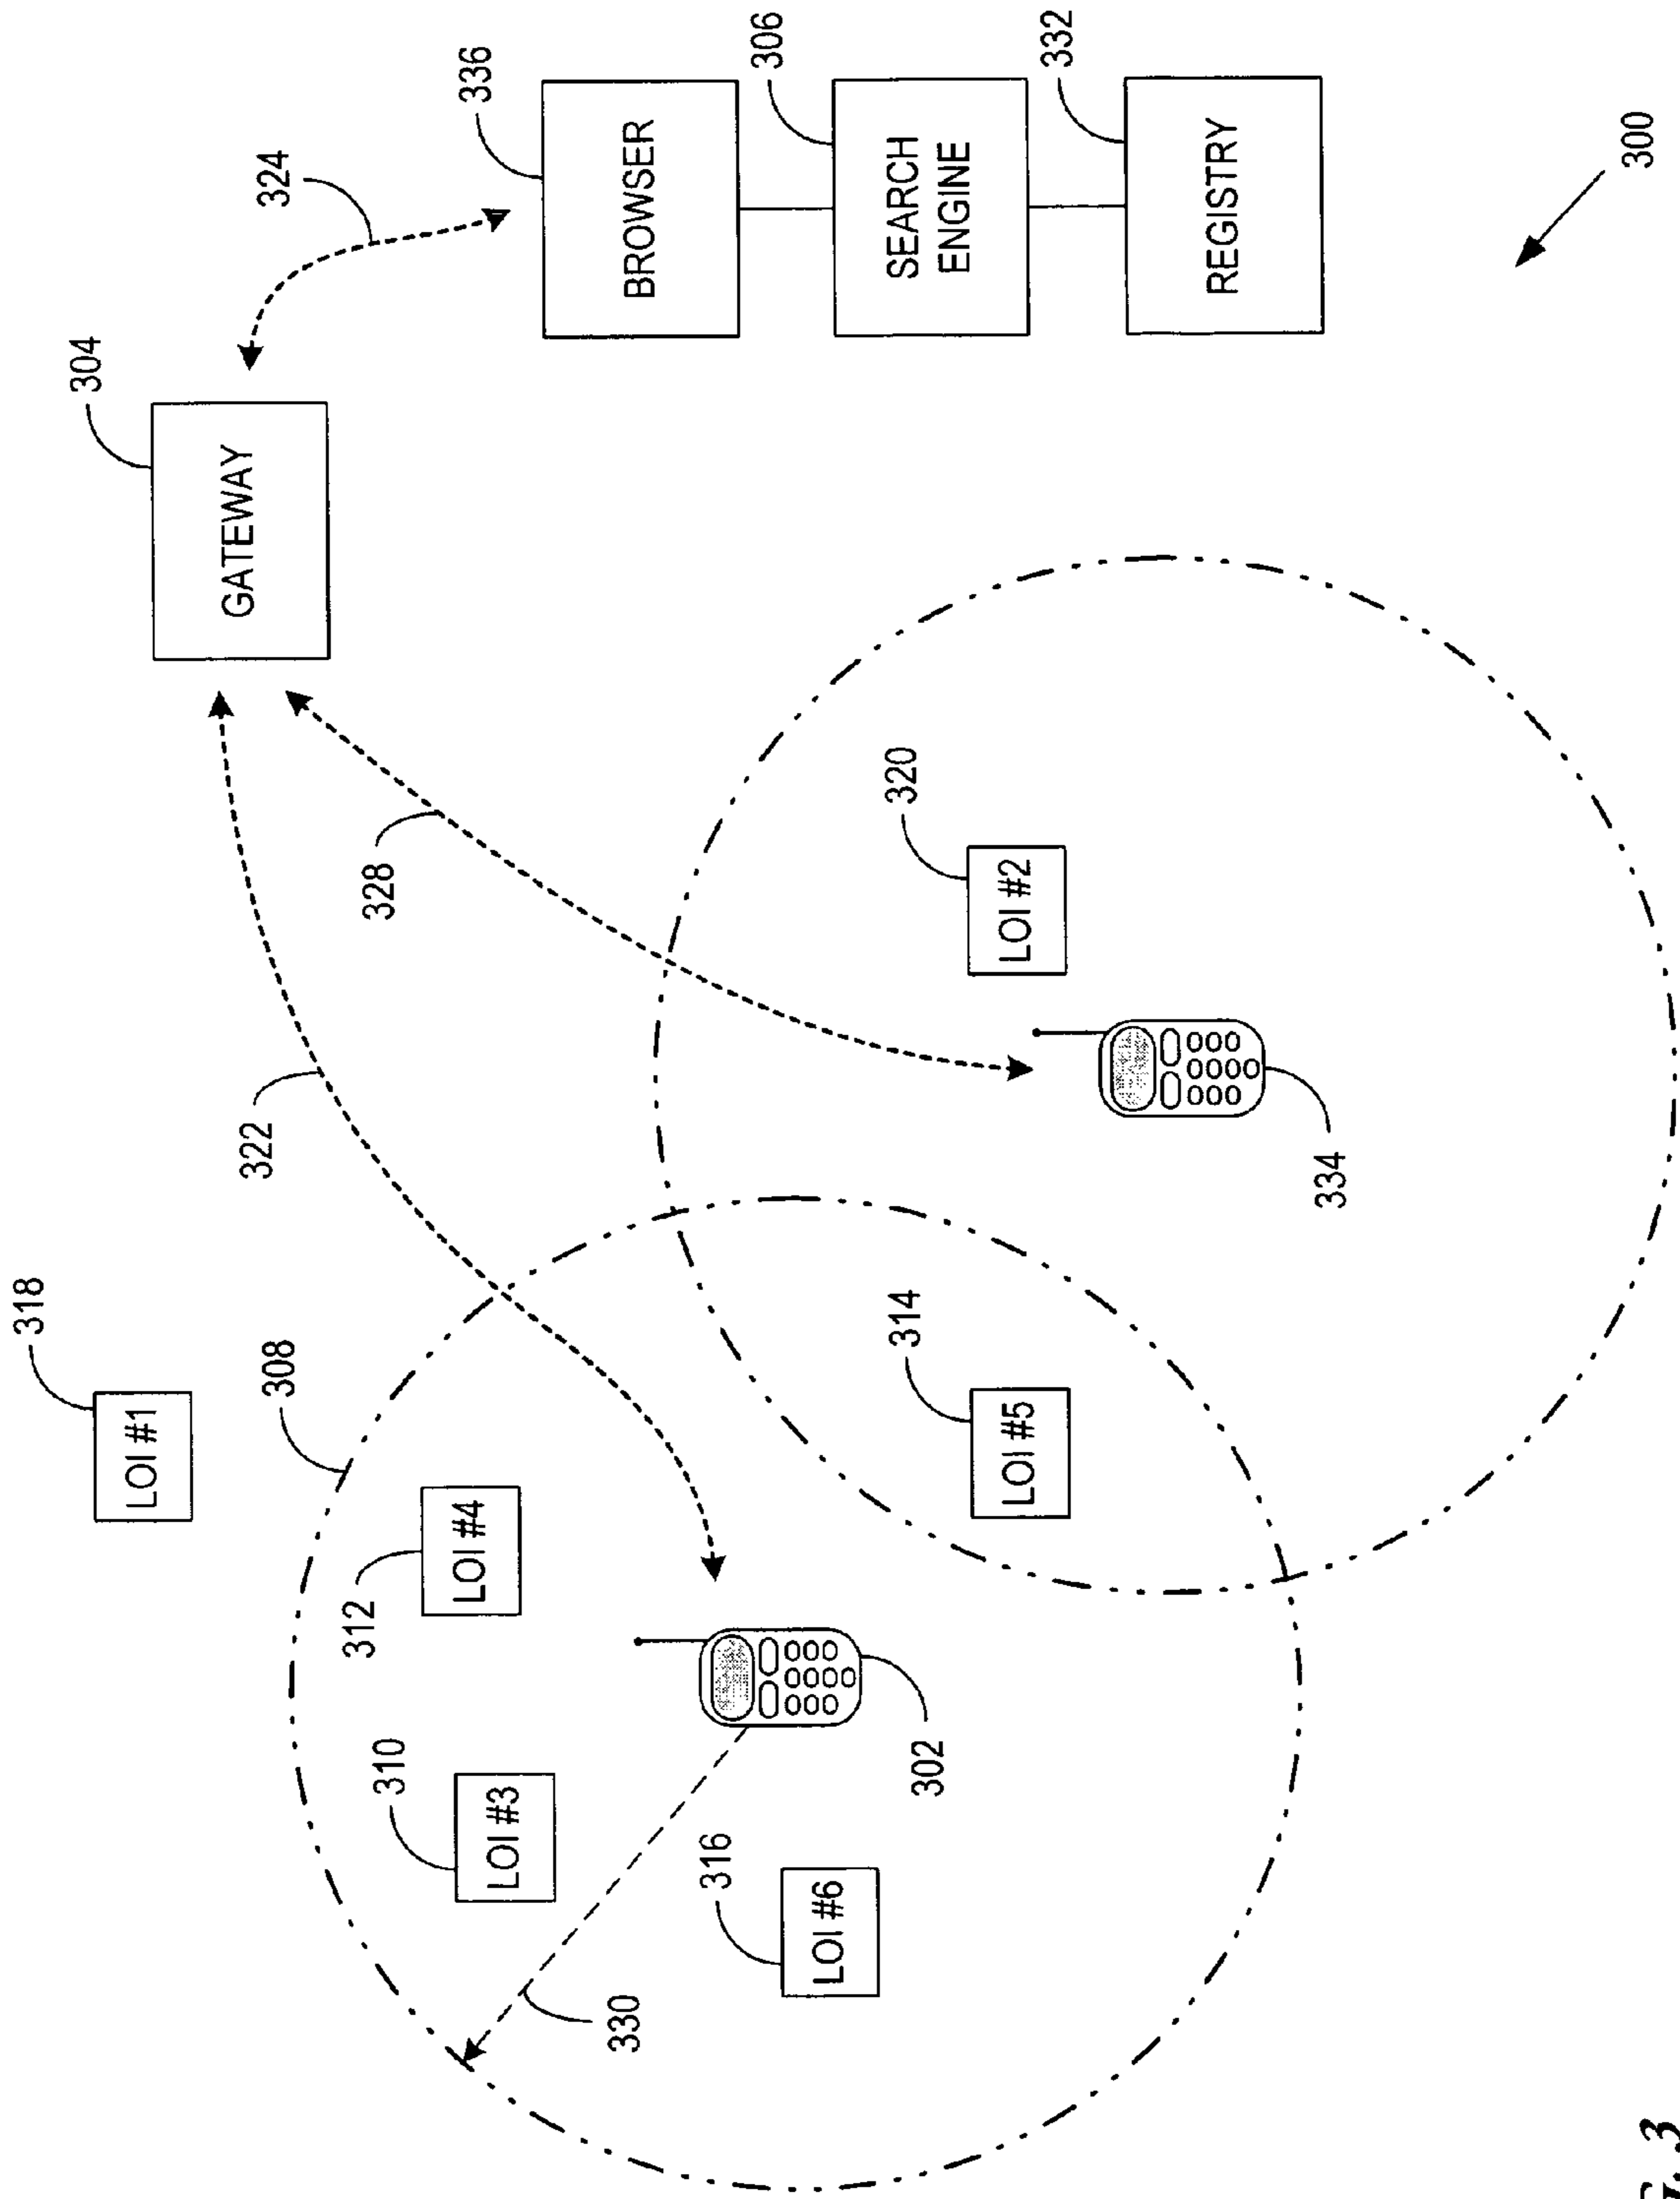 318
LOI #1
308
304
GATEWAY
324
322
328
336
BROWSER
306
SEARCH
ENGINE
332
REGISTRY
310
LOI #3
312
LOI #4
330
316
LOI #6
302
314
LOI #5
320
LOI #2
334
300